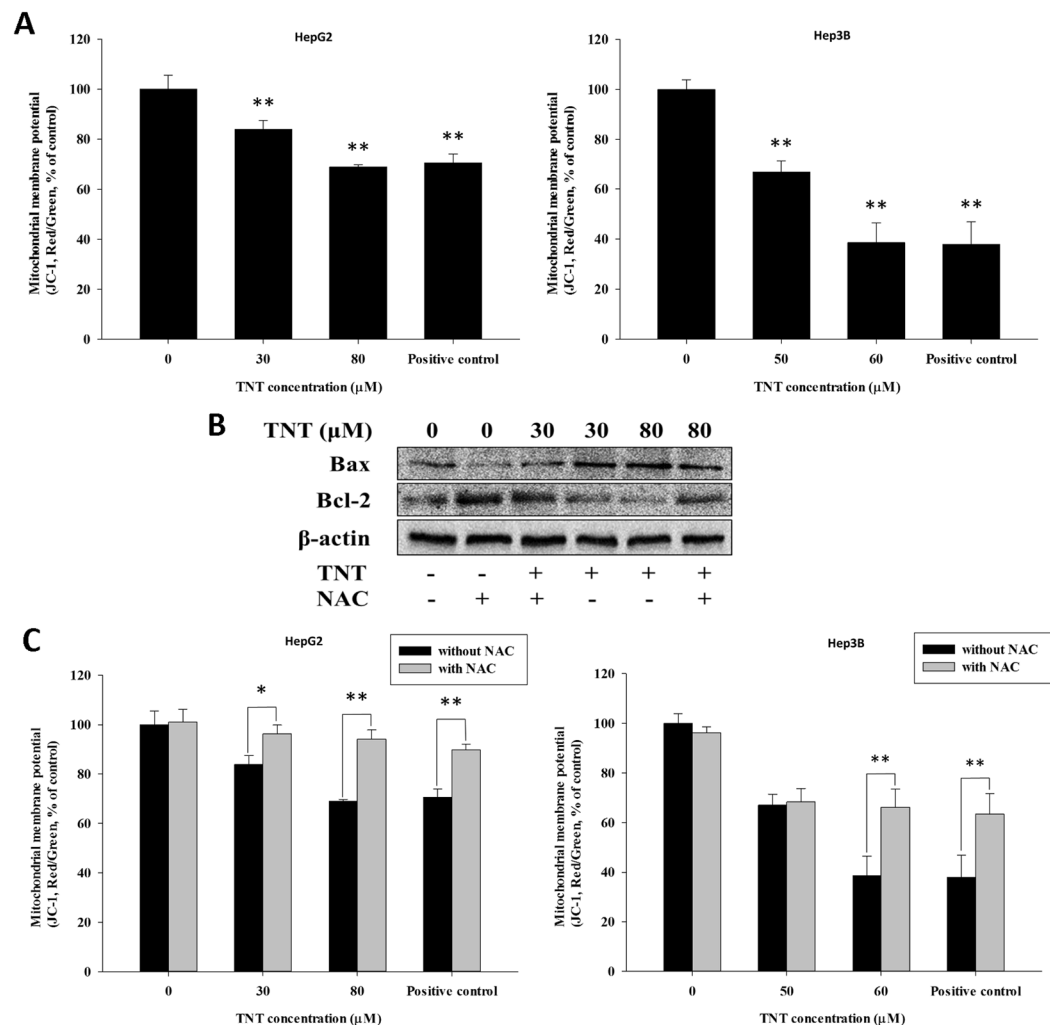 A
HepG2
Mitochondrial membrane potential
(JC-1, Red/Green, % of control)
120
100
80
60
40
20
0
** ** **
0 30 80 Positive control
TNT concentration (µM)
Hep3B
Mitochondrial membrane potential
(JC-1, Red/Green, % of control)
120
100
80
60
40
20
0
** ** **
0 50 60 Positive control
TNT concentration (µM)
B
TNT (µM) 0 0 30 30 80 80
Bax
Bcl-2
β-actin
TNT - - + + + +
NAC - + + - - +
C
HepG2
without NAC
with NAC
Mitochondrial membrane potential
(JC-1, Red/Green, % of control)
120
100
80
60
40
20
0
* ** **
0 30 80 Positive control
TNT concentration (µM)
Hep3B
without NAC
with NAC
Mitochondrial membrane potential
(JC-1, Red/Green, % of control)
120
100
80
60
40
20
0
** **
0 50 60 Positive control
TNT concentration (µM)